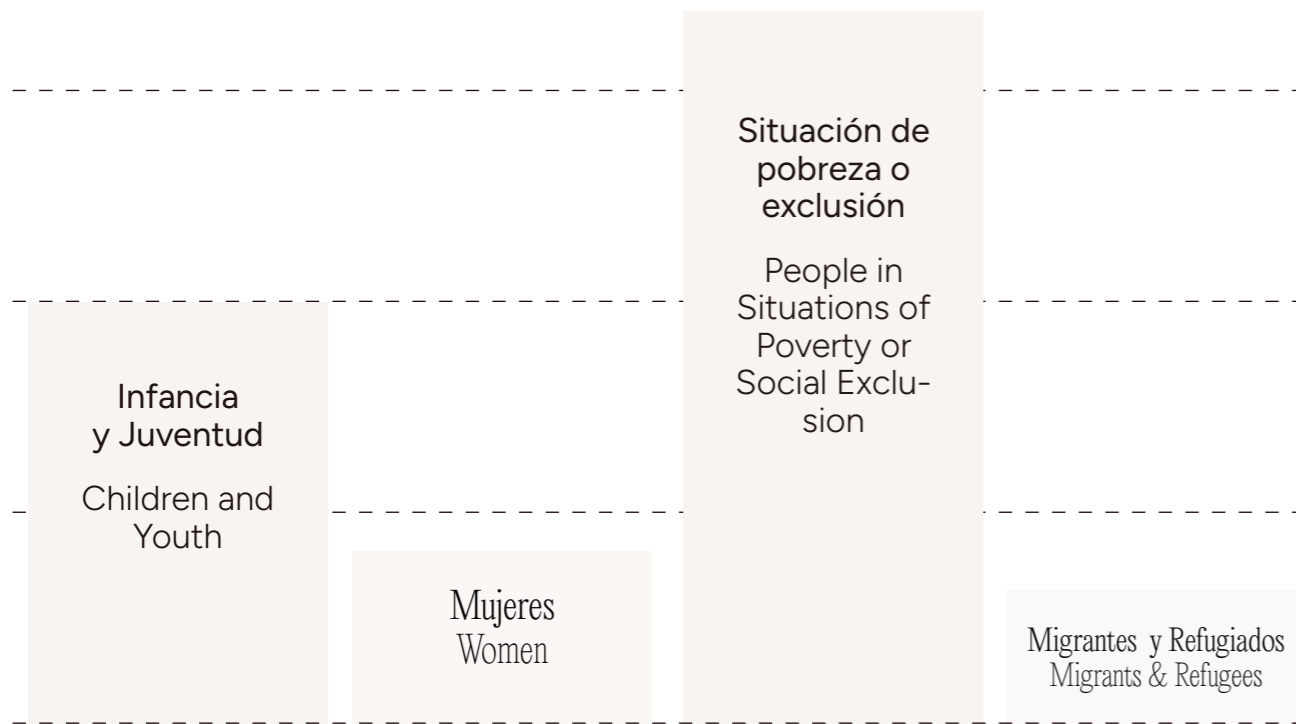 Infancia
y Juventud
Children and
Youth
Mujeres
Women
Situación de
pobreza o
exclusión
People in
Situations of
Poverty or
Social Exclu-
sion
Migrantes y Refugiados
Migrants & Refugees